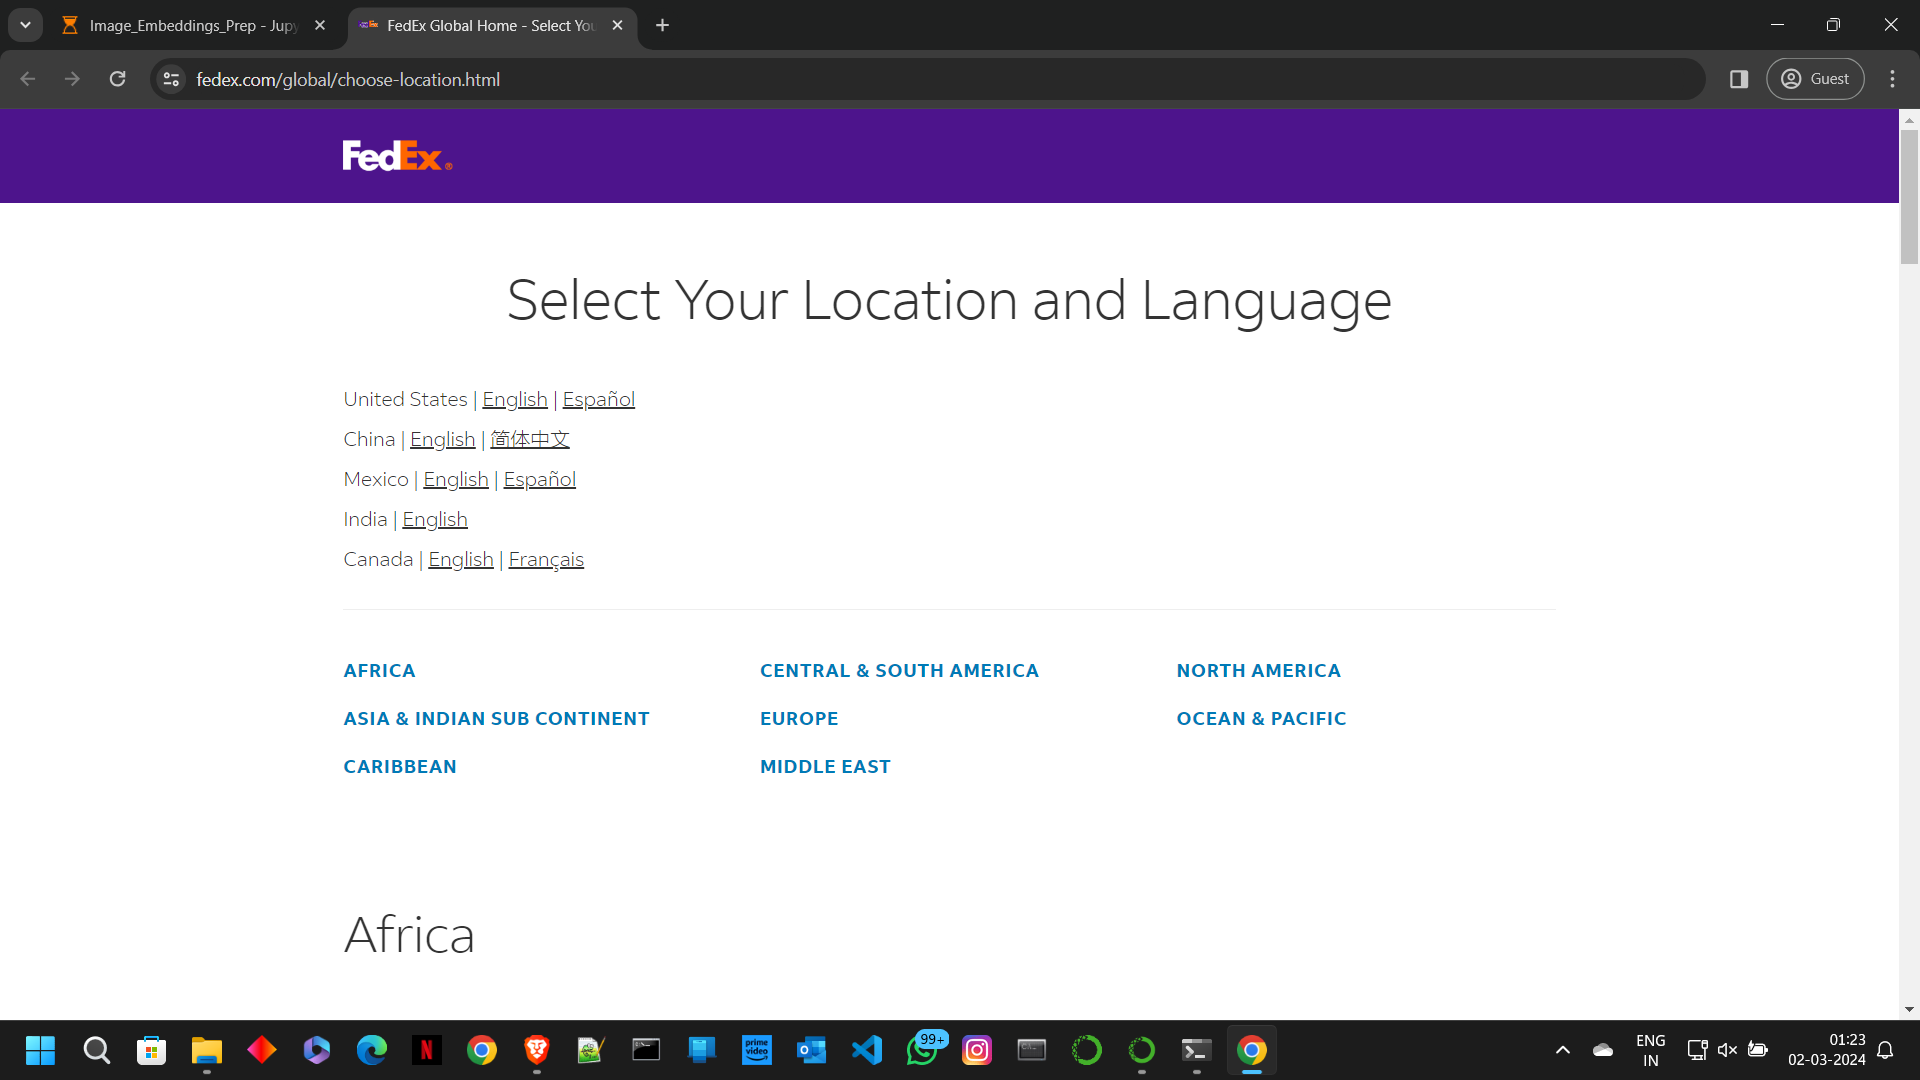 Image_Embeddings_Prep - Jupy
FedEx Global Home - Select You
fedex.com/global/choose-location.html
Guest
FedEx®
Select Your Location and Language
United States | English | Español
China | English | 简体中文
Mexico | English | Español
India | English
Canada | English | Français
AFRICA
CENTRAL & SOUTH AMERICA
NORTH AMERICA
ASIA & INDIAN SUB CONTINENT
EUROPE
OCEAN & PACIFIC
CARIBBEAN
MIDDLE EAST
Africa
N
prime video
99+
ENG
IN
01:23
02-03-2024